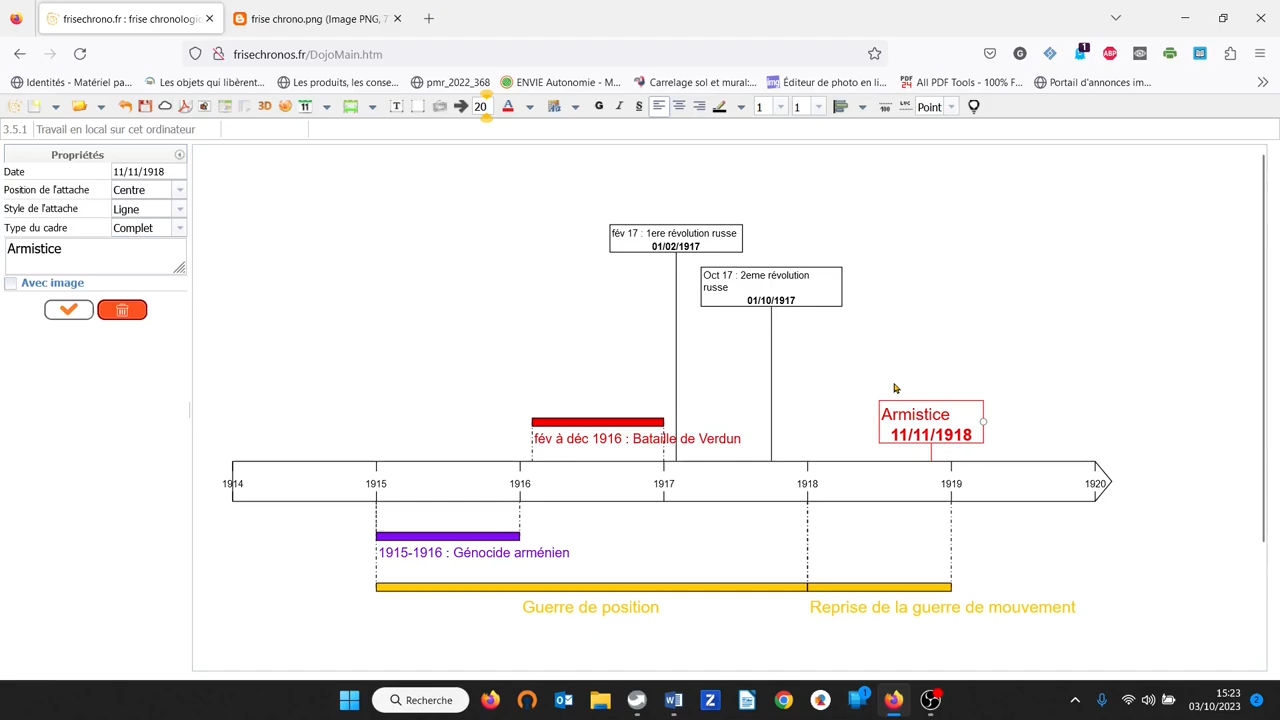 frisechrono.fr : frise chronologiq
frise chrono.png (Image PNG, 7
frisechronos.fr/DojoMain.htm
Identités - Matériel pa...
Les objets qui libèrent...
Les produits, les conse...
pmr_2022_368
ENVIE Autonomie - M...
Carrelage sol et mural:...
Éditeur de photo en li...
All PDF Tools - 100% F...
Portail d'annonces im...
3D
11
T
20
A
G
I
S
1
1
Point
3.5.1
Travail en local sur cet ordinateur
Propriétés
Date
11/11/1918
Position de l'attache
Centre
Style de l'attache
Ligne
Type du cadre
Complet
Armistice
Avec image
fév 17 : 1ere révolution russe
01/02/1917
Oct 17 : 2eme révolution
russe
01/10/1917
Armistice
11/11/1918
fév à déc 1916 : Bataille de Verdun
1914
1915
1916
1917
1918
1919
1920
1915-1916 : Génocide arménien
Guerre de position
Reprise de la guerre de mouvement
Recherche
15:23
03/10/2023